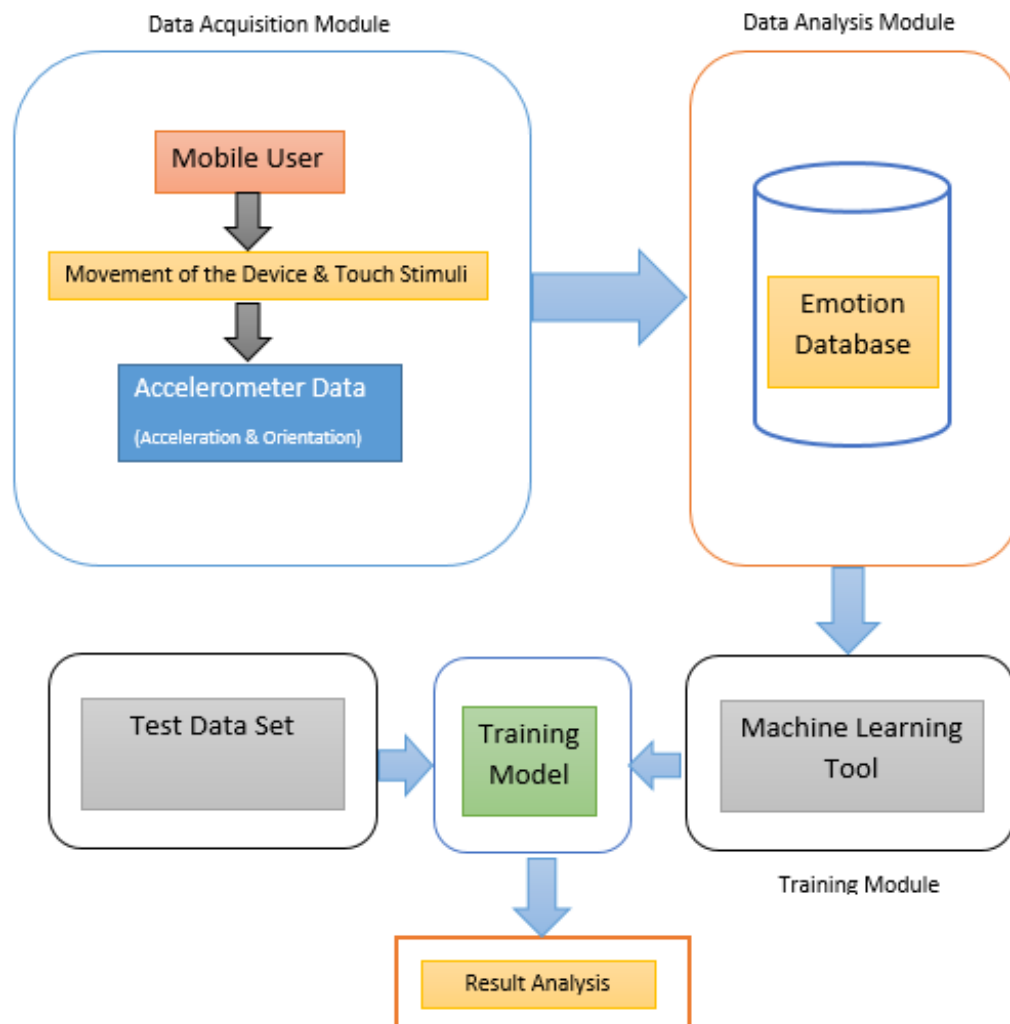 Data Acquisition Module
Data Analysis Module
Mobile User
Movement of the Device & Touch Stimuli
Accelerometer Data
(Acceleration & Orientation)
Emotion
Database
Test Data Set
Training
Model
Machine Learning
Tool
Training Module
Result Analysis